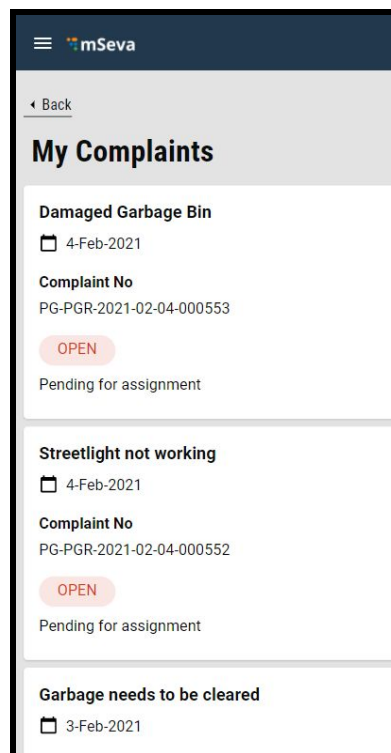 mSeva
Back
My Complaints
Damaged Garbage Bin
4-Feb-2021
Complaint No
PG-PGR-2021-02-04-000553
OPEN
Pending for assignment
Streetlight not working
4-Feb-2021
Complaint No
PG-PGR-2021-02-04-000552
OPEN
Pending for assignment
Garbage needs to be cleared
3-Feb-2021